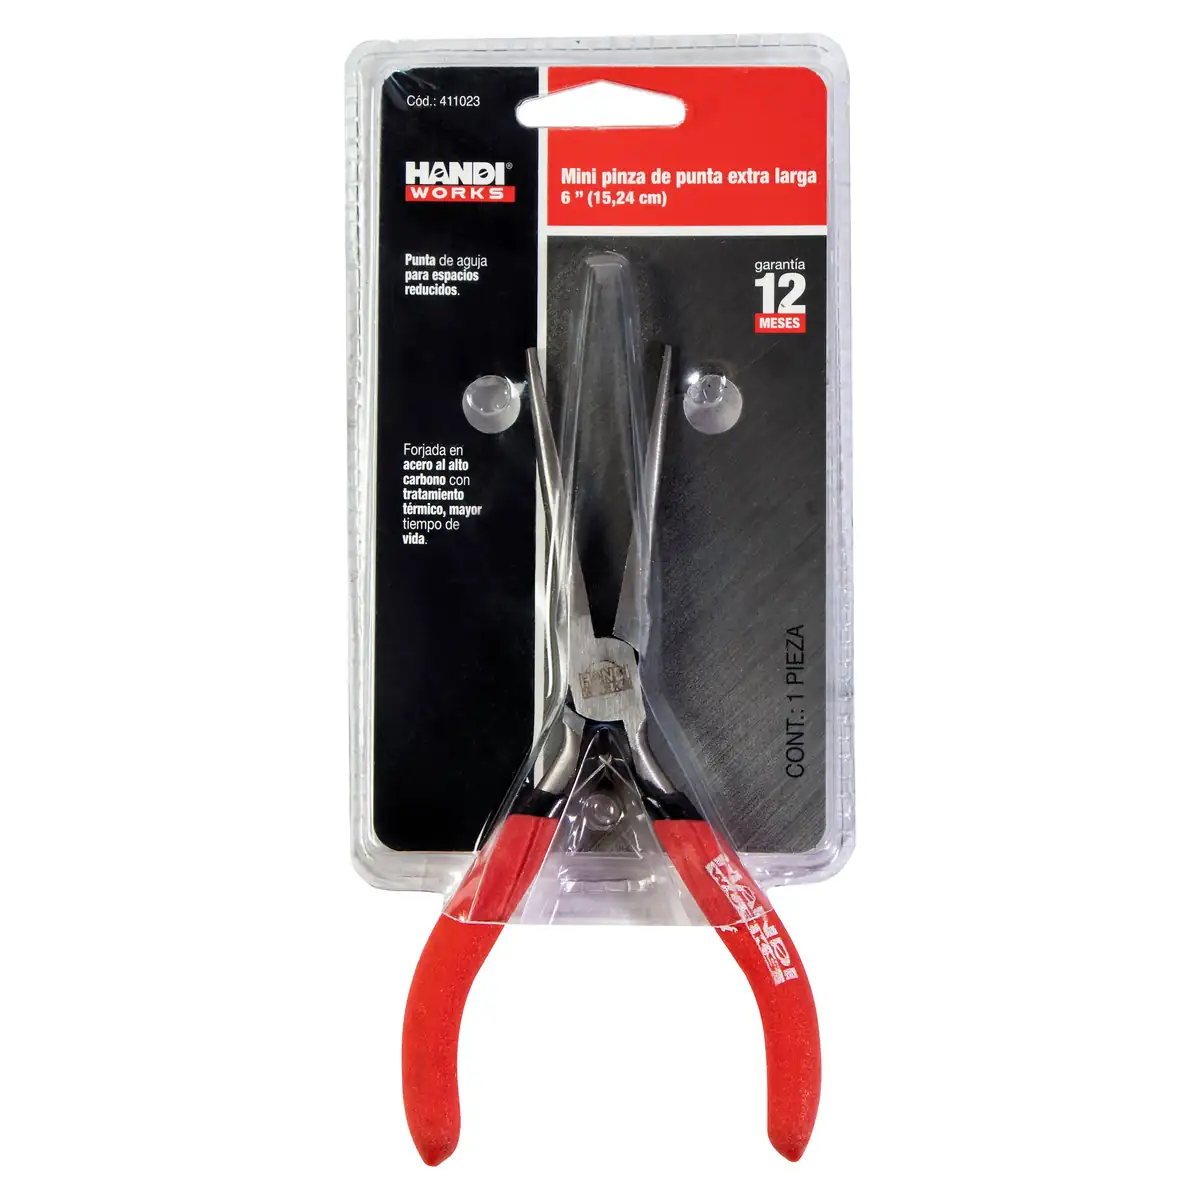 Cód.: 411023
HANDI®
WORKS
Mini pinza de punta extra larga
6 ” (15,24 cm)
Punta de aguja
para espacios
reducidos.
garantía
12
MESES
Forjada en
acero al alto
carbono con
tratamiento
térmico, mayor
tiempo de
vida.
CONT.: 1 PIEZA
HANDI
WORKS
HANDI
WORKS